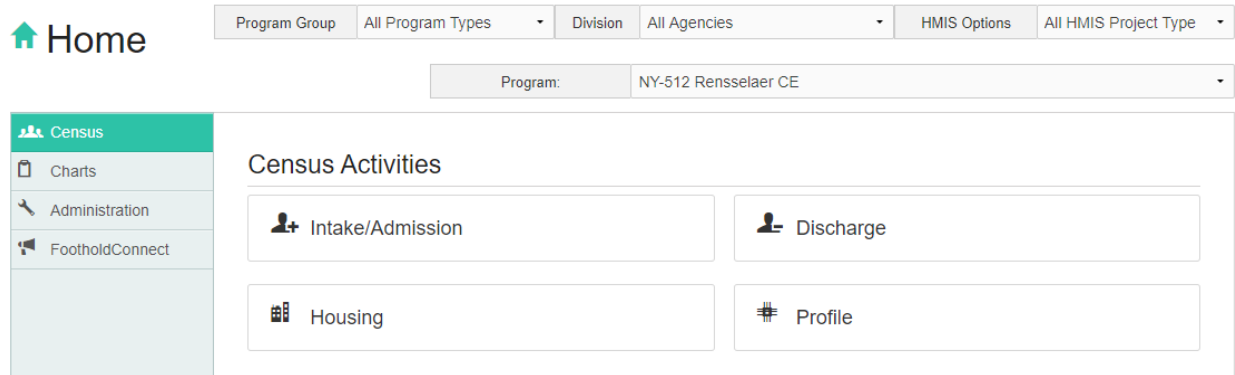 Home
Program Group All Program Types Division All Agencies HMIS Options All HMIS Project Type
Program: NY-512 Rensselaer CE
Census
Charts
Administration
FootholdConnect
Census Activities
Intake/Admission Discharge
Housing Profile